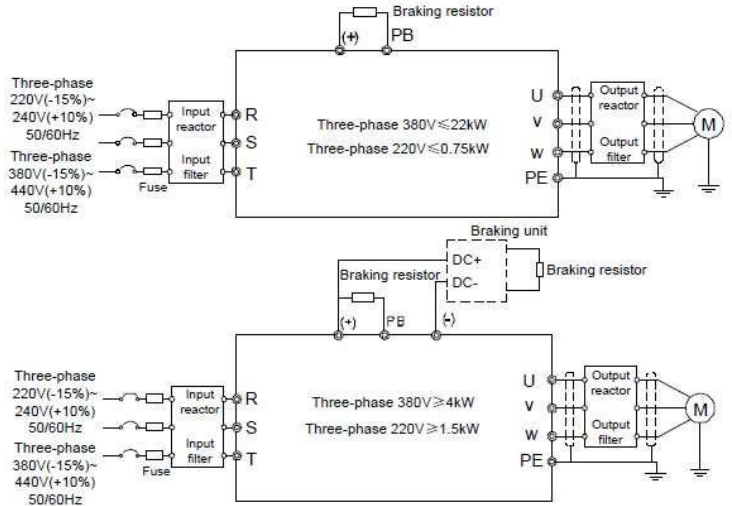 Braking resistor
(+)
PB
Three-phase
220V(-15%)~
240V(+10%)
50/60Hz
Three-phase
380V(-15%)~
440V(+10%)
50/60Hz
Fuse
Input
reactor
Input
filter
R
S
T
Three-phase 380V≤22kW
Three-phase 220V≤0.75kW
U
V
W
PE
Output
reactor
Output
filter
M
Braking unit
DC+
DC-
Braking resistor
Braking resistor
(+)
PB
(-)
Three-phase
220V(-15%)~
240V(+10%)
50/60Hz
Three-phase
380V(-15%)~
440V(+10%)
50/60Hz
Fuse
Input
reactor
Input
filter
R
S
T
Three-phase 380V≥4kW
Three-phase 220V≥1.5kW
U
V
W
PE
Output
reactor
Output
filter
M